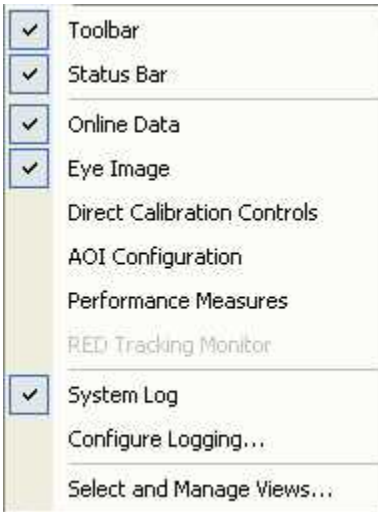 Toolbar
Status Bar
Online Data
Eye Image
Direct Calibration Controls
AOI Configuration
Performance Measures
RED Tracking Monitor
System Log
Configure Logging...
Select and Manage Views...